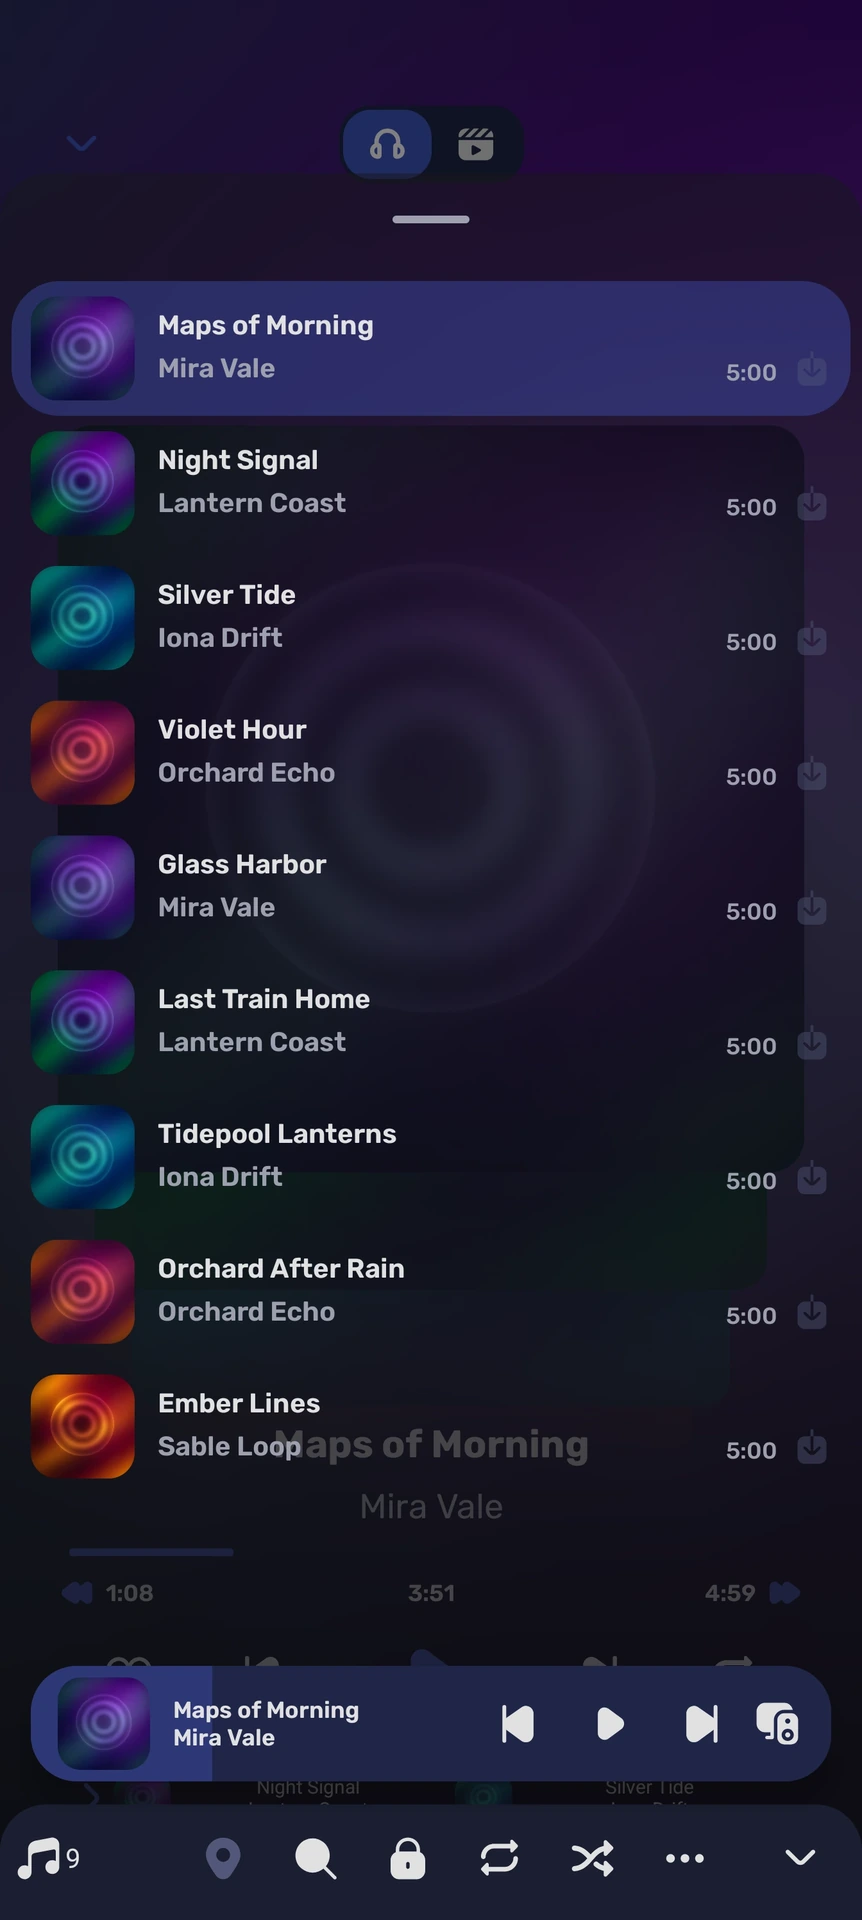 Maps of Morning
Mira Vale
5:00
Night Signal
Lantern Coast
5:00
Silver Tide
Iona Drift
5:00
Violet Hour
Orchard Echo
5:00
Glass Harbor
Mira Vale
5:00
Last Train Home
Lantern Coast
5:00
Tidepool Lanterns
Iona Drift
5:00
Orchard After Rain
Orchard Echo
5:00
Ember Lines
Sable Loop
5:00
Maps of Morning
Mira Vale
1:08 3:51 4:59
Maps of Morning
Mira Vale
Night Signal Silver Tide
9